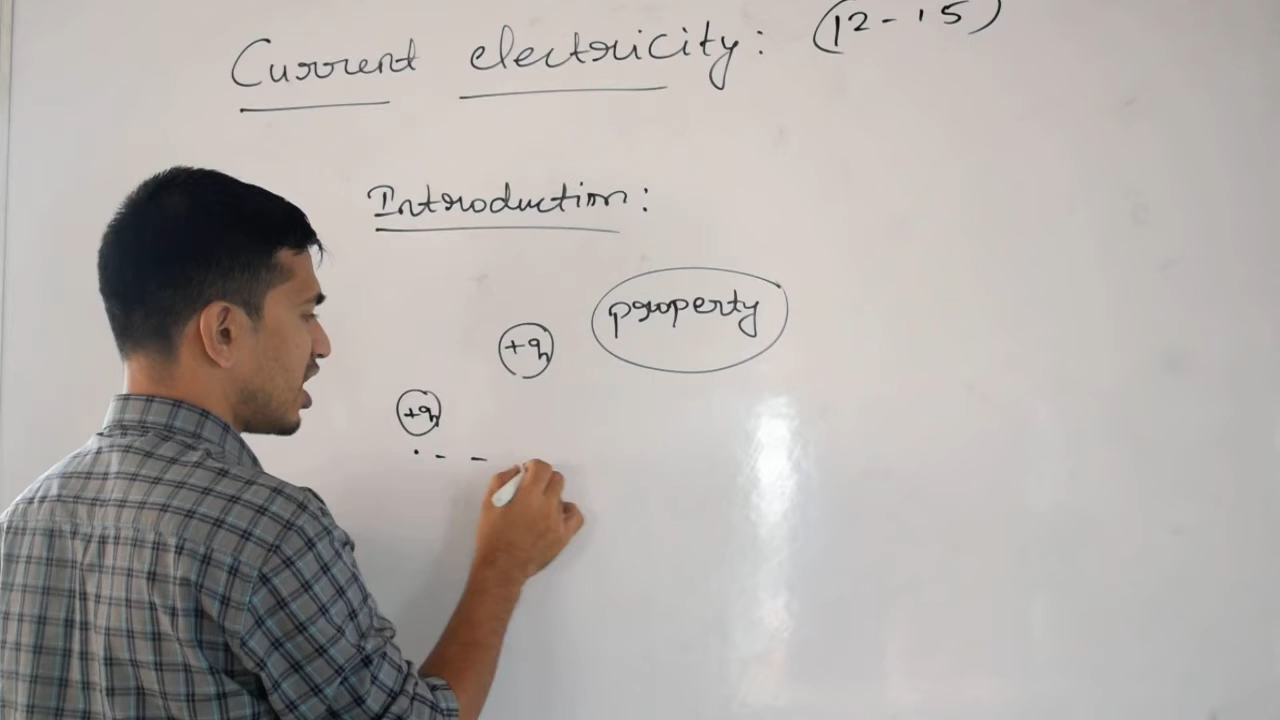 Current electricity: (12-15)
Introduction:
property
+q
+q